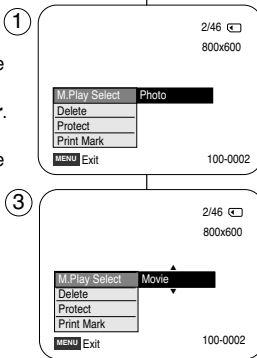 1
2/46
800x600
e
M.Play Select Photo
Delete
r.
Protect
Print Mark
e
MENU Exit 100-0002
3
2/46
800x600
M.Play Select Movie
Delete
Protect
Print Mark
MENU Exit 100-0002